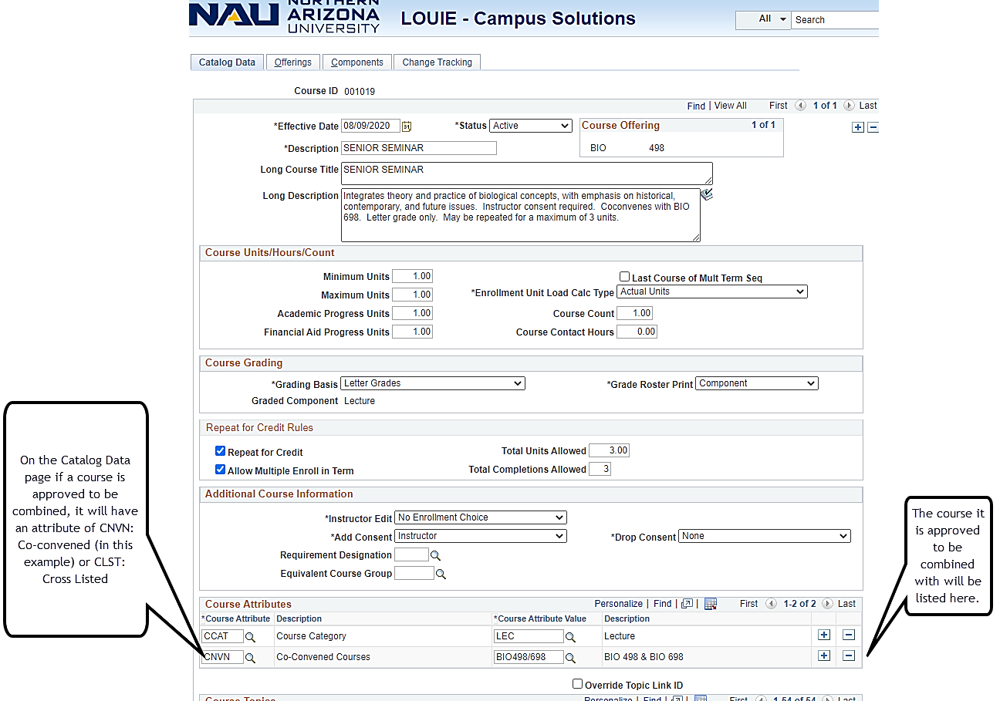 NAU NORTHERN ARIZONA UNIVERSITY LOUIE - Campus Solutions All Search
Catalog Data Offerings Components Change Tracking
Course ID 001019
Find | View All First 1 of 1 Last
*Effective Date 08/09/2020 31 *Status Active Course Offering 1 of 1
*Description SENIOR SEMINAR BIO 498
Long Course Title SENIOR SEMINAR
Long Description Integrates theory and practice of biological concepts, with emphasis on historical,
contemporary, and future issues. Instructor consent required. Coconvenes with BIO
698. Letter grade only. May be repeated for a maximum of 3 units.
Course Units/Hours/Count
Minimum Units 1.00 Last Course of Mult Term Seq
Maximum Units 1.00 *Enrollment Unit Load Calc Type Actual Units
Academic Progress Units 1.00 Course Count 1.00
Financial Aid Progress Units 1.00 Course Contact Hours 0.00
Course Grading
*Grading Basis Letter Grades *Grade Roster Print Component
Graded Component Lecture
Repeat for Credit Rules
Repeat for Credit Total Units Allowed 3.00
Allow Multiple Enroll in Term Total Completions Allowed 3
Additional Course Information
*Instructor Edit No Enrollment Choice
*Add Consent Instructor *Drop Consent None
Requirement Designation
Equivalent Course Group
Course Attributes Personalize | Find | | First 1-2 of 2 Last
*Course Attribute Description *Course Attribute Value Description
CCAT Course Category LEC Lecture
CNVN Co-Convened Courses BIO498/698 BIO 498 & BIO 698
Override Topic Link ID
Course Topics Personalize | Find | | First 1-54 of 54 Last
On the Catalog Data
page if a course is
approved to be
combined, it will have
an attribute of CNVN:
Co-convened (in this
example) or CLST:
Cross Listed
The course it
is approved
to be
combined
with will be
listed here.